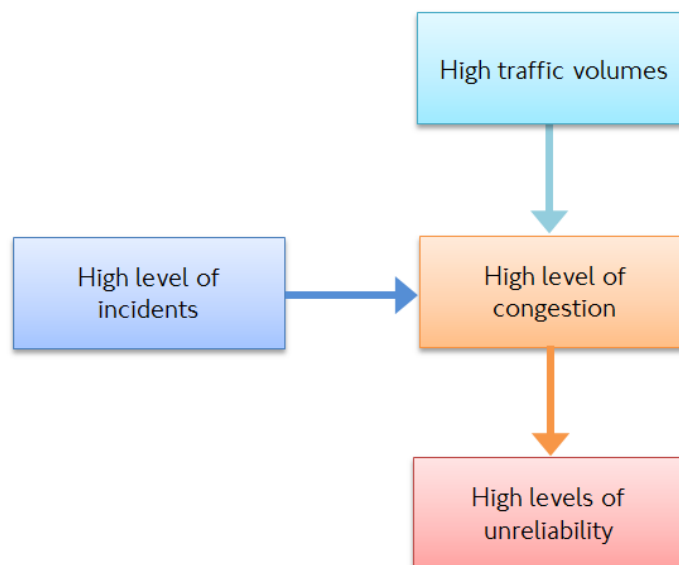 High traffic volumes
High level of
incidents
High level of
congestion
High levels of
unreliability